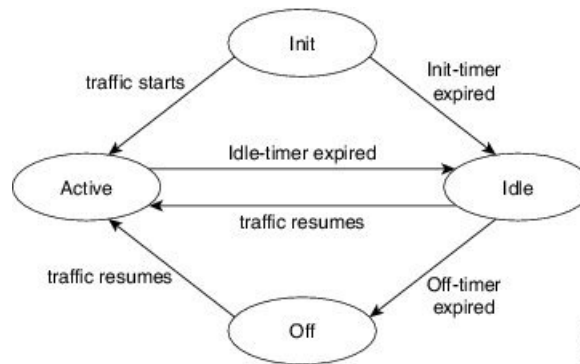 Init
traffic starts
Init-timer
expired
Idle-timer expired
Active
Idle
traffic resumes
traffic resumes
Off-timer
expired
Off